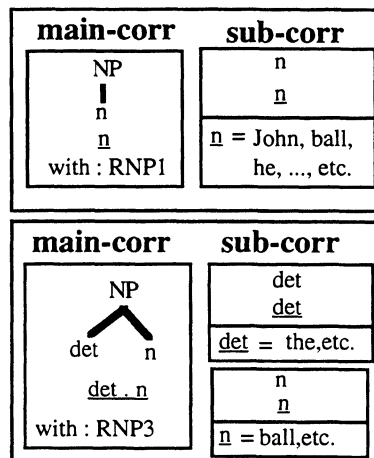 main-corr
NP
n
n
with : RNP1
sub-corr
n
n
n = John, ball,
he, ..., etc.
main-corr
NP
det n
det . n
with : RNP3
sub-corr
det
det
det = the,etc.
n
n
n = ball,etc.